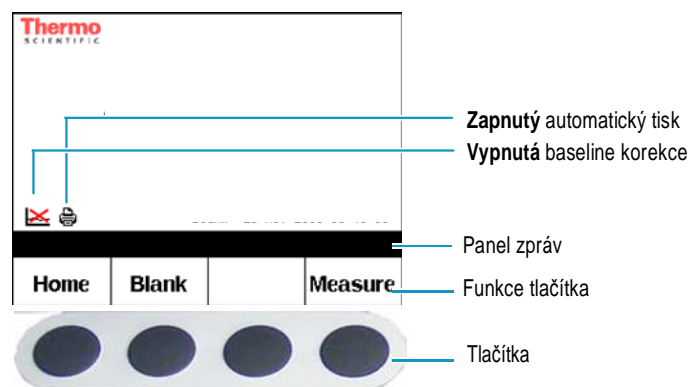 Thermo
SCIENTIFIC
Zapnutý automatický tisk
Vypnutá baseline korekce
Panel zpráv
Home Blank Measure
Funkce tlačítka
Tlačítka